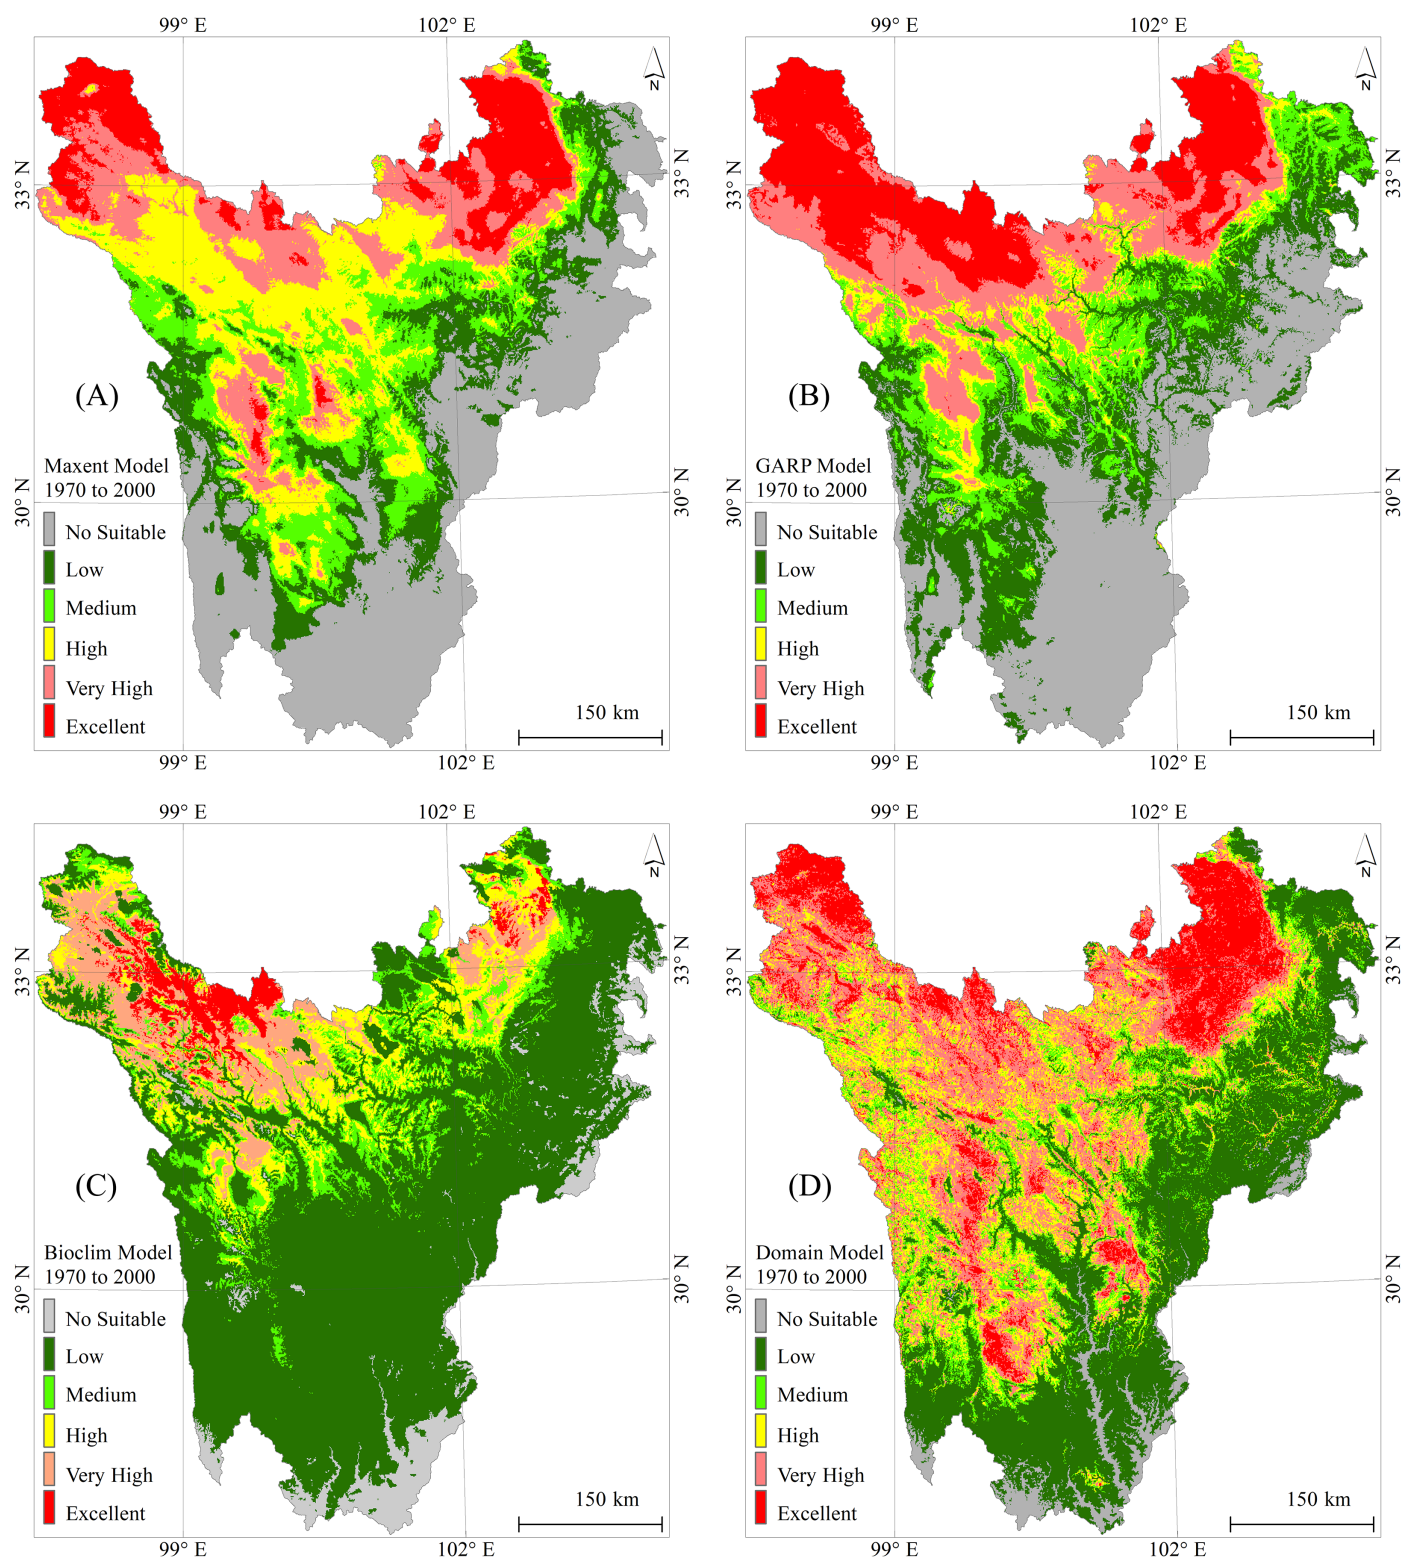 99° E 102° E
N
33° N 33° N
(A)
Maxent Model
1970 to 2000
30° N 30° N
No Suitable
Low
Medium
High
Very High
Excellent
150 km
99° E 102° E
99° E 102° E
N
33° N 33° N
(B)
GARP Model
1970 to 2000
30° N 30° N
No Suitable
Low
Medium
High
Very High
Excellent
150 km
99° E 102° E
99° E 102° E
N
33° N 33° N
(C)
Bioclim Model
1970 to 2000
30° N 30° N
No Suitable
Low
Medium
High
Very High
Excellent
150 km
99° E 102° E
99° E 102° E
N
33° N 33° N
(D)
Domain Model
1970 to 2000
30° N 30° N
No Suitable
Low
Medium
High
Very High
Excellent
150 km
99° E 102° E